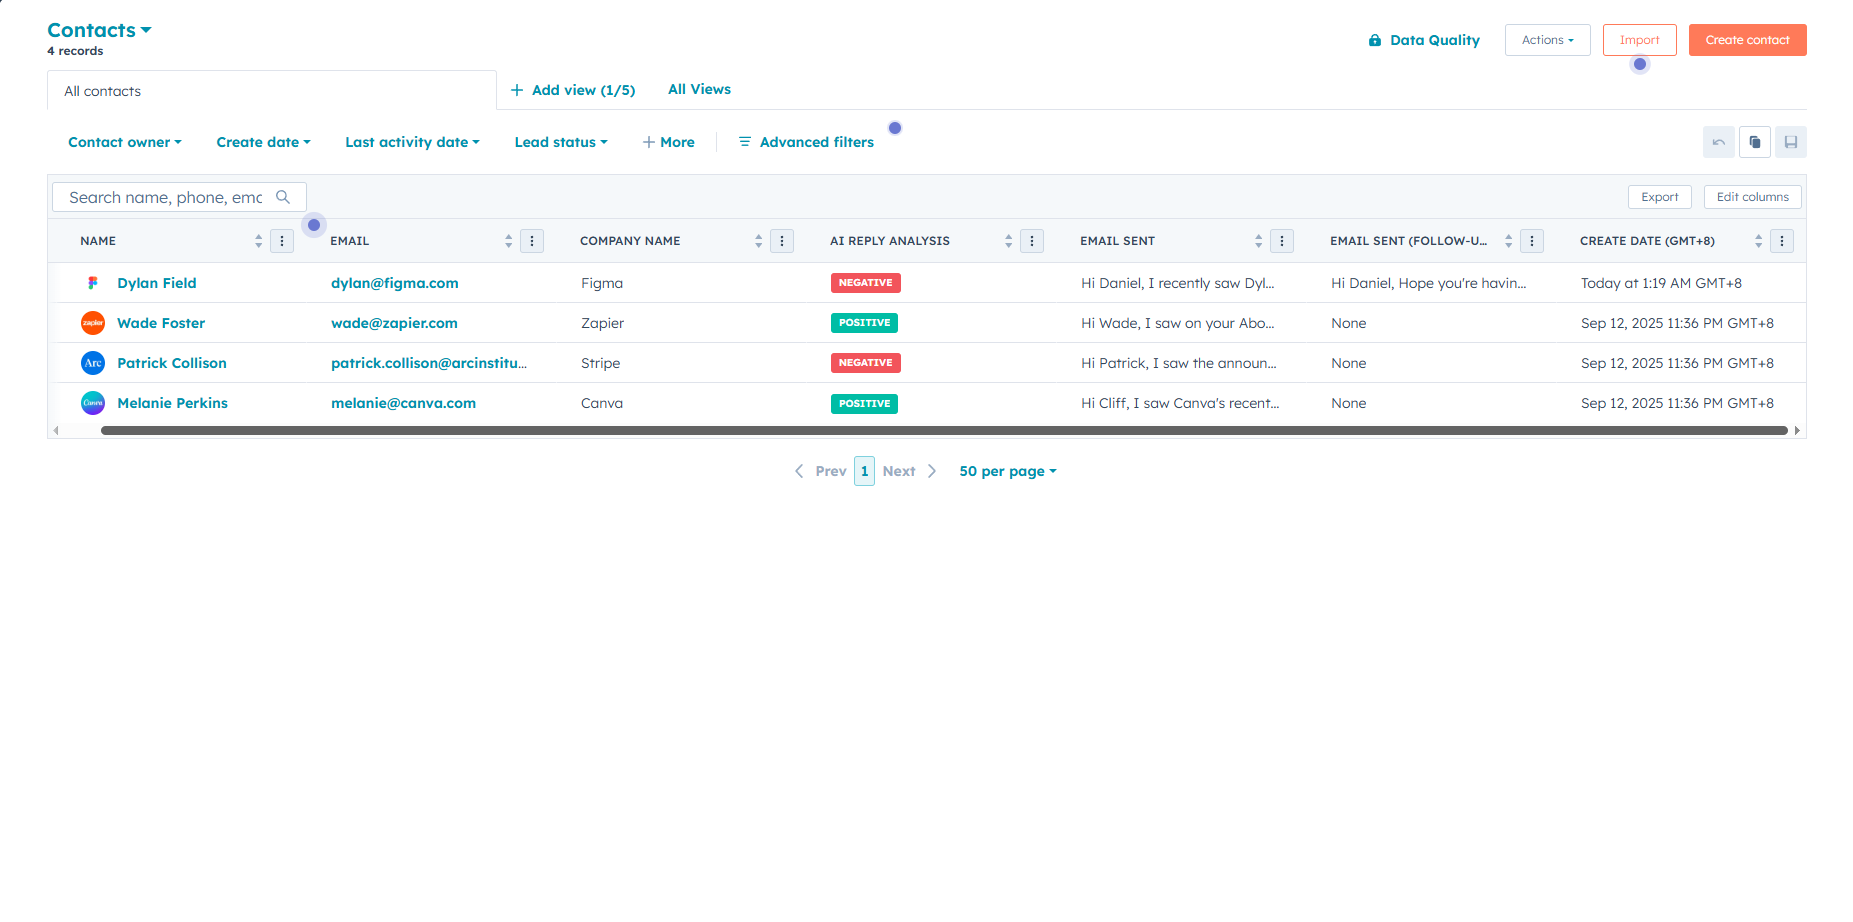 Contacts
4 records
Data Quality
Actions
Import
Create contact
All contacts
Add view (1/5)
All Views
Contact owner
Create date
Last activity date
Lead status
More
Advanced filters
Search name, phone, ema
Export
Edit columns
NAME EMAIL COMPANY NAME AI REPLY ANALYSIS EMAIL SENT EMAIL SENT (FOLLOW-U... CREATE DATE (GMT+8)
Dylan Field dylan@figma.com Figma NEGATIVE Hi Daniel, I recently saw Dyl... Hi Daniel, Hope you're havin... Today at 1:19 AM GMT+8
zapier Wade Foster wade@zapier.com Zapier POSITIVE Hi Wade, I saw on your Abo... None Sep 12, 2025 11:36 PM GMT+8
Arc Patrick Collison patrick.collison@arcinstitu... Stripe NEGATIVE Hi Patrick, I saw the announ... None Sep 12, 2025 11:36 PM GMT+8
Canva Melanie Perkins melanie@canva.com Canva POSITIVE Hi Cliff, I saw Canva's recent... None Sep 12, 2025 11:36 PM GMT+8
Prev 1 Next 50 per page